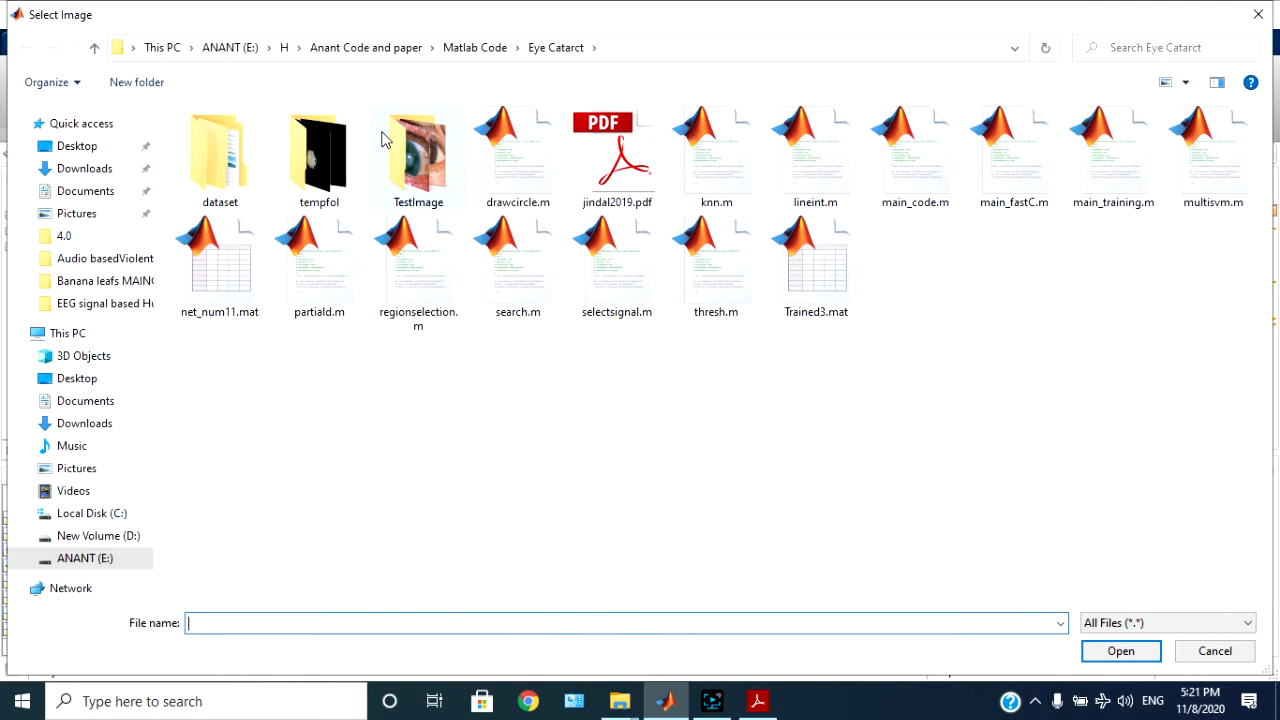 Select Image
This PC
ANANT (E:)
H
Anant Code and paper
Matlab Code
Eye Catarct
Search Eye Catarct
Organize
New folder
Quick access
Desktop
Downloads
Documents
Pictures
4.0
Audio basedViolent
Banana leafs MAIN
EEG signal based Hu
This PC
3D Objects
Desktop
Documents
Downloads
Music
Pictures
Videos
Local Disk (C:)
New Volume (D:)
ANANT (E:)
Network
dataset
tempfol
TestImage
drawcircle.m
PDF
jindal2019.pdf
knn.m
lineint.m
main_code.m
main_fastC.m
main_training.m
multisvm.m
net_num11.mat
partiald.m
regionselection.
m
search.m
selectsignal.m
thresh.m
Trained3.mat
File name:
All Files (*.*)
Open
Cancel
Type here to search
ENG
5:21 PM
11/8/2020